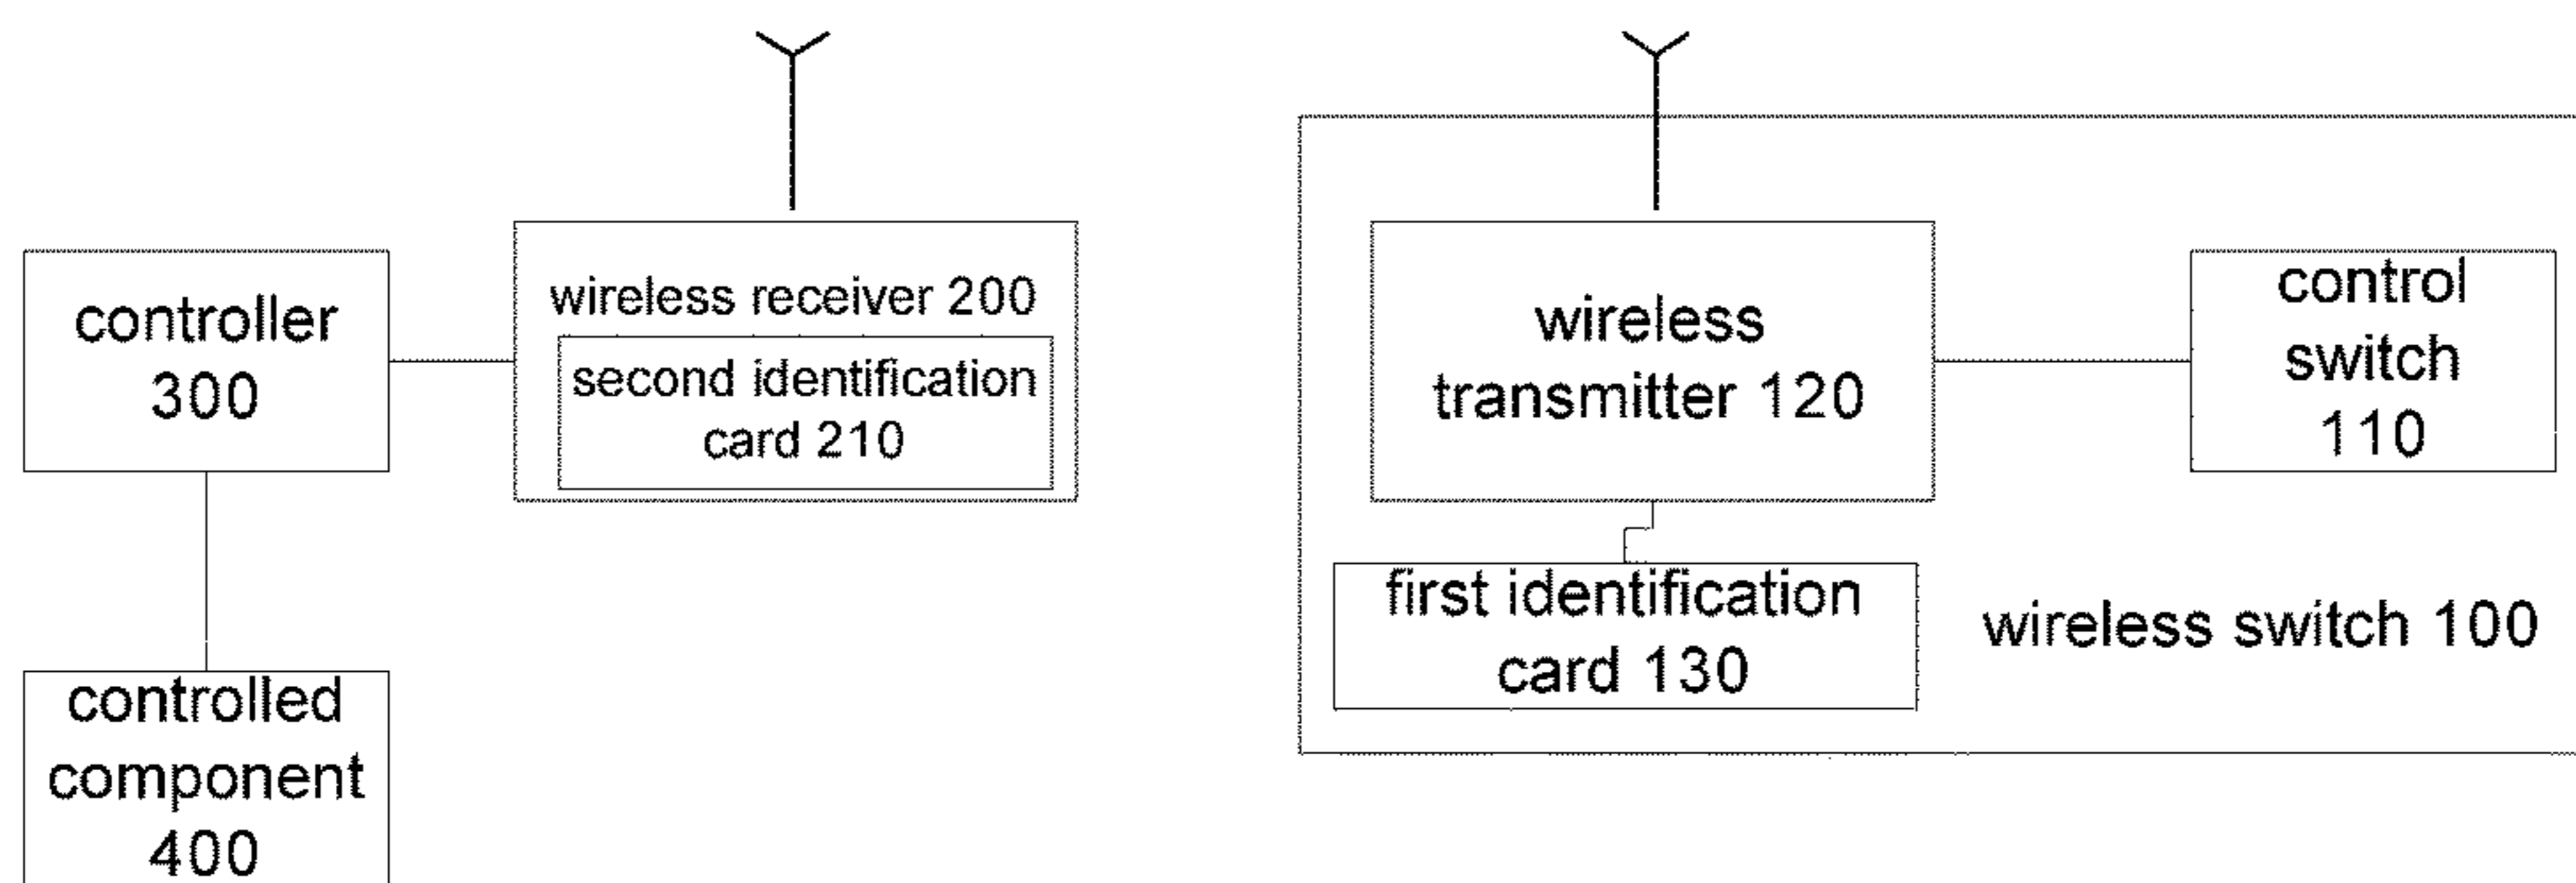 controller
300
wireless receiver 200
second identification
card 210
controlled
component
400
wireless
transmitter 120
control
switch
110
first identification
card 130
wireless switch 100